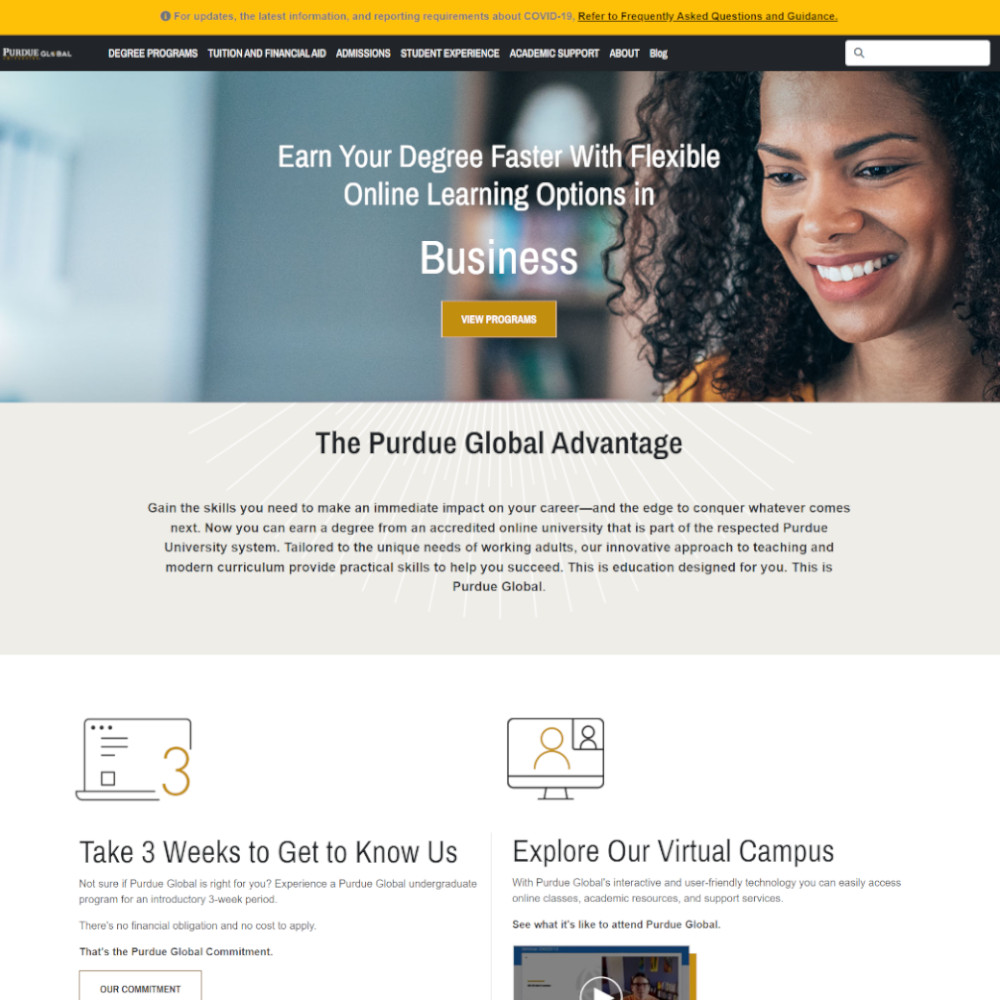 For updates, the latest information, and reporting requirements about COVID-19, Refer to Frequently Asked Questions and Guidance.
PURDUE GLOBAL
DEGREE PROGRAMS TUITION AND FINANCIAL AID ADMISSIONS STUDENT EXPERIENCE ACADEMIC SUPPORT ABOUT Blog
Earn Your Degree Faster With Flexible
Online Learning Options in
Business
VIEW PROGRAMS
The Purdue Global Advantage
Gain the skills you need to make an immediate impact on your career—and the edge to conquer whatever comes
next. Now you can earn a degree from an accredited online university that is part of the respected Purdue
University system. Tailored to the unique needs of working adults, our innovative approach to teaching and
modern curriculum provide practical skills to help you succeed. This is education designed for you. This is
Purdue Global.
3
Take 3 Weeks to Get to Know Us
Not sure if Purdue Global is right for you? Experience a Purdue Global undergraduate
program for an introductory 3-week period.
There's no financial obligation and no cost to apply.
That's the Purdue Global Commitment.
OUR COMMITMENT
Explore Our Virtual Campus
With Purdue Global's interactive and user-friendly technology you can easily access
online classes, academic resources, and support services.
See what it's like to attend Purdue Global.